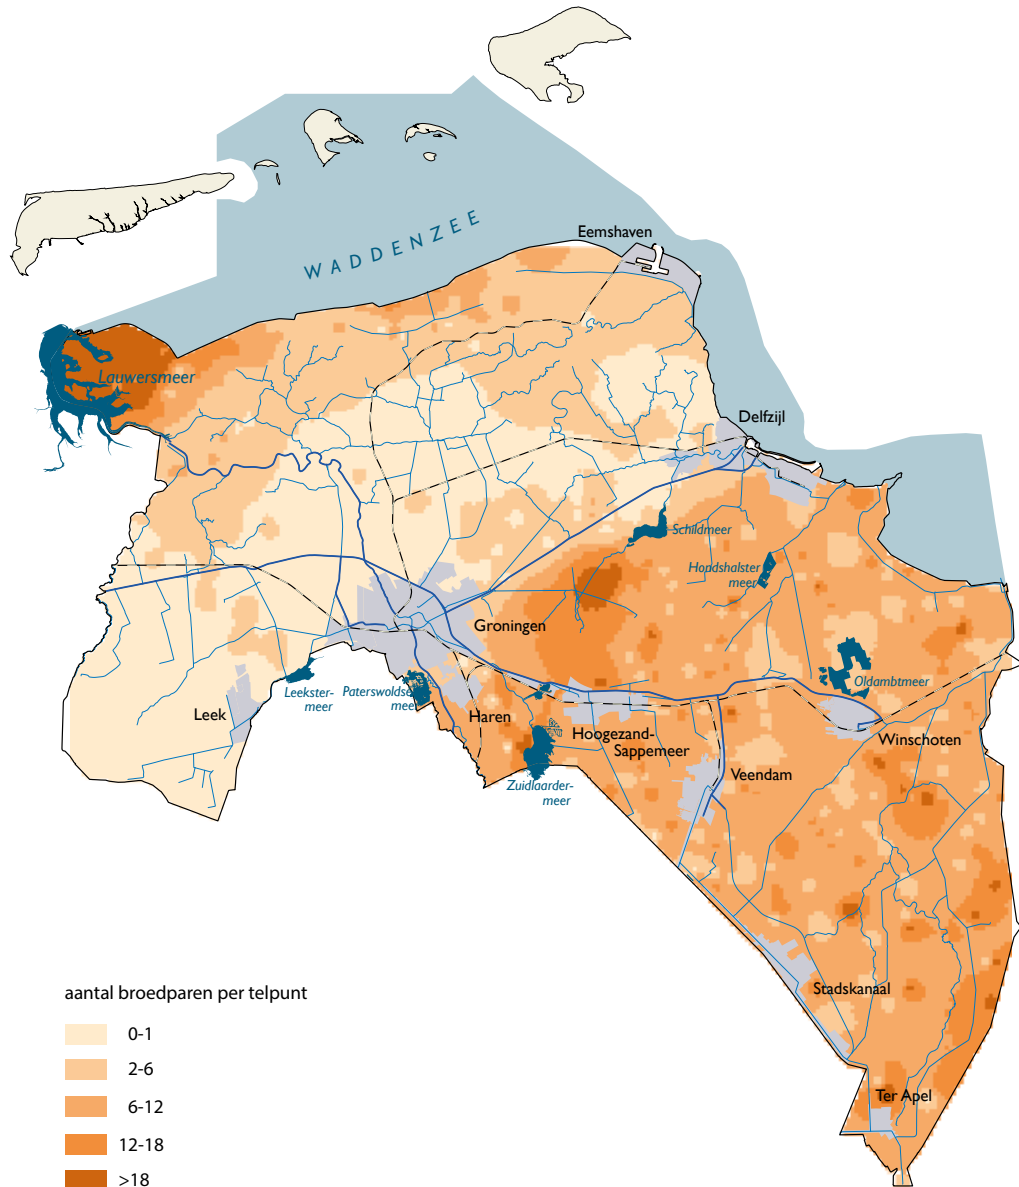 WADDENZEE
Eemshaven
Lauwersmeer
Delfzijl
Schildmeer
Hondshalster
meer
Groningen
Leekster-
meer
Paterswoldse
meer
Oldambtmeer
Leek
Haren
Hoogezand-
Sappemeer
Winschoten
Veendam
Zuidlaarder-
meer
Stadskanaal
Ter Apel
aantal broedparen per telpunt
0-1
2-6
6-12
12-18
>18